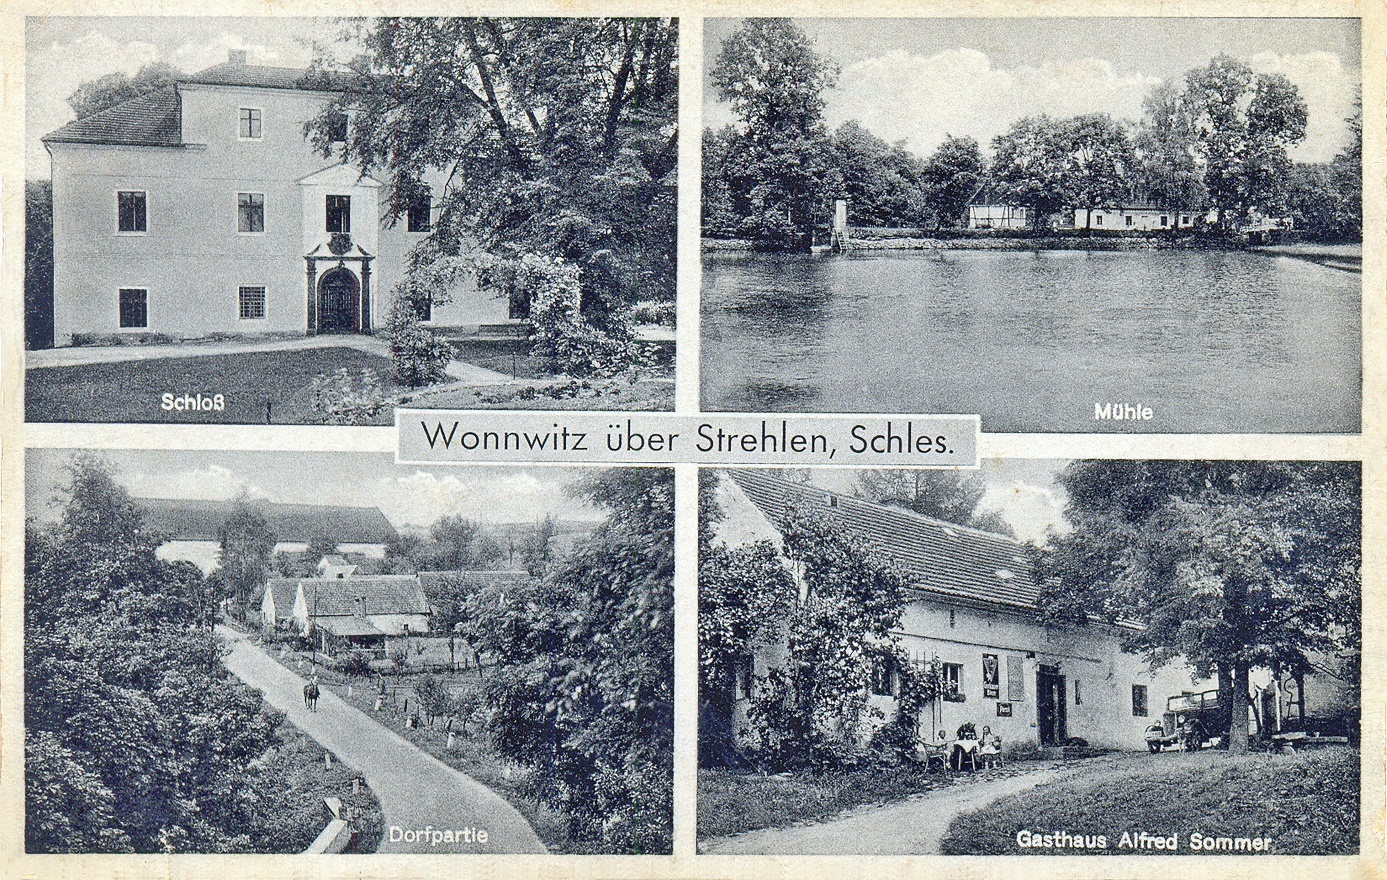 Schloß
Mühle
Wonnwitz über Strehlen, Schles.
Dorfpartie
Gasthaus Alfred Sommer